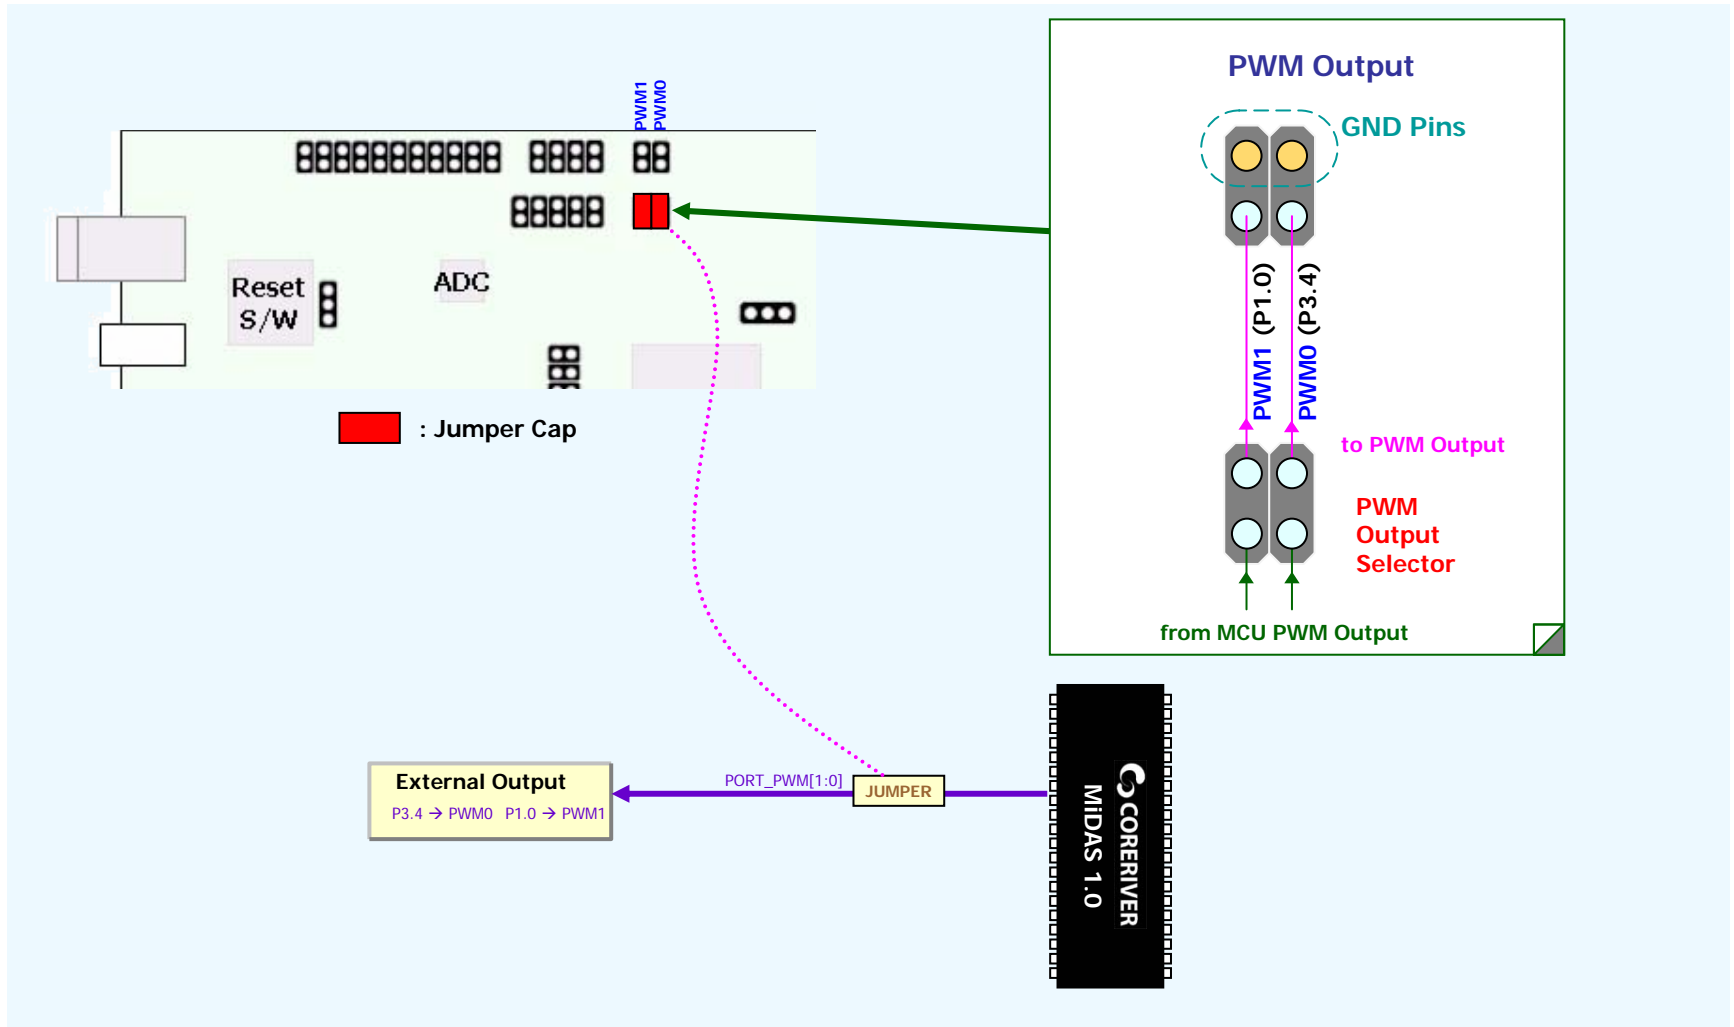 PWM1
PWM0
Reset
S/W
ADC
: Jumper Cap
PWM Output
GND Pins
PWM1 (P1.0)
PWM0 (P3.4)
to PWM Output
PWM
Output
Selector
from MCU PWM Output
External Output
P3.4 → PWM0 P1.0 → PWM1
PORT_PWM[1:0]
JUMPER
CORERIVER
MiDAS 1.0